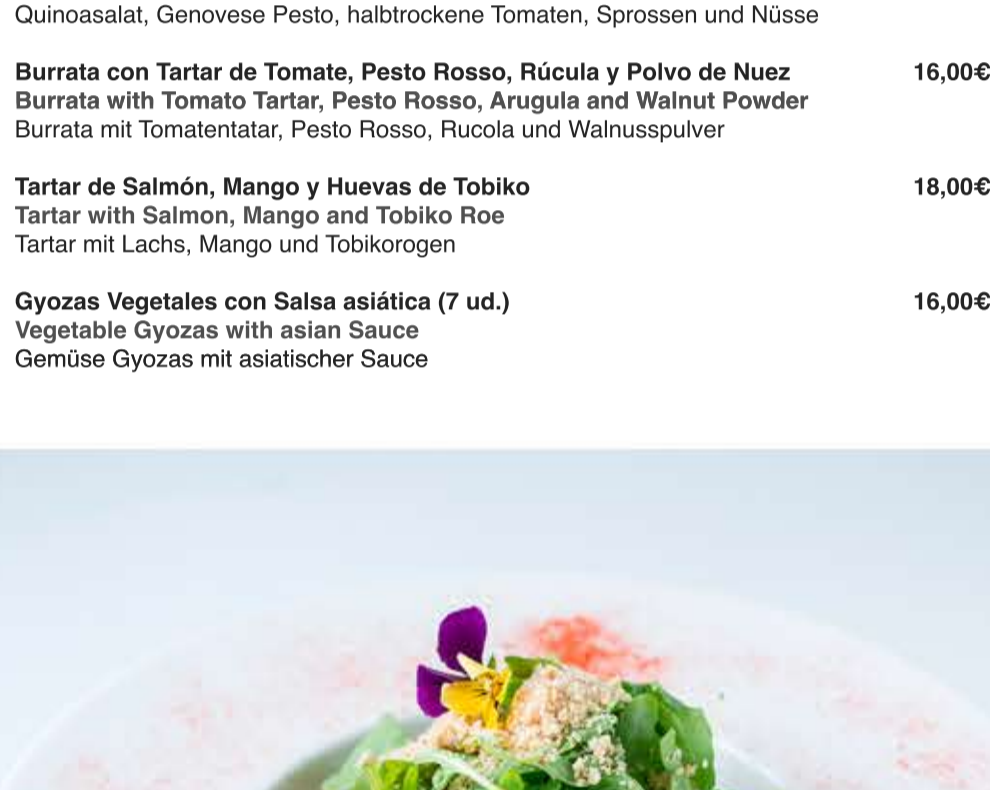 Quinoasalat, Genovese Pesto, halbtrockene Tomaten, Sprossen und Nüsse
Burrata con Tartar de Tomate, Pesto Rosso, Rúcula y Polvo de Nuez 16,00€
Burrata with Tomato Tartar, Pesto Rosso, Arugula and Walnut Powder
Burrata mit Tomatentatar, Pesto Rosso, Rucola und Walnusspulver
Tartar de Salmón, Mango y Huevas de Tobiko 18,00€
Tartar with Salmon, Mango and Tobiko Roe
Tartar mit Lachs, Mango und Tobikorogen
Gyozas Vegetales con Salsa asiática (7 ud.) 16,00€
Vegetable Gyozas with asian Sauce
Gemüse Gyozas mit asiatischer Sauce